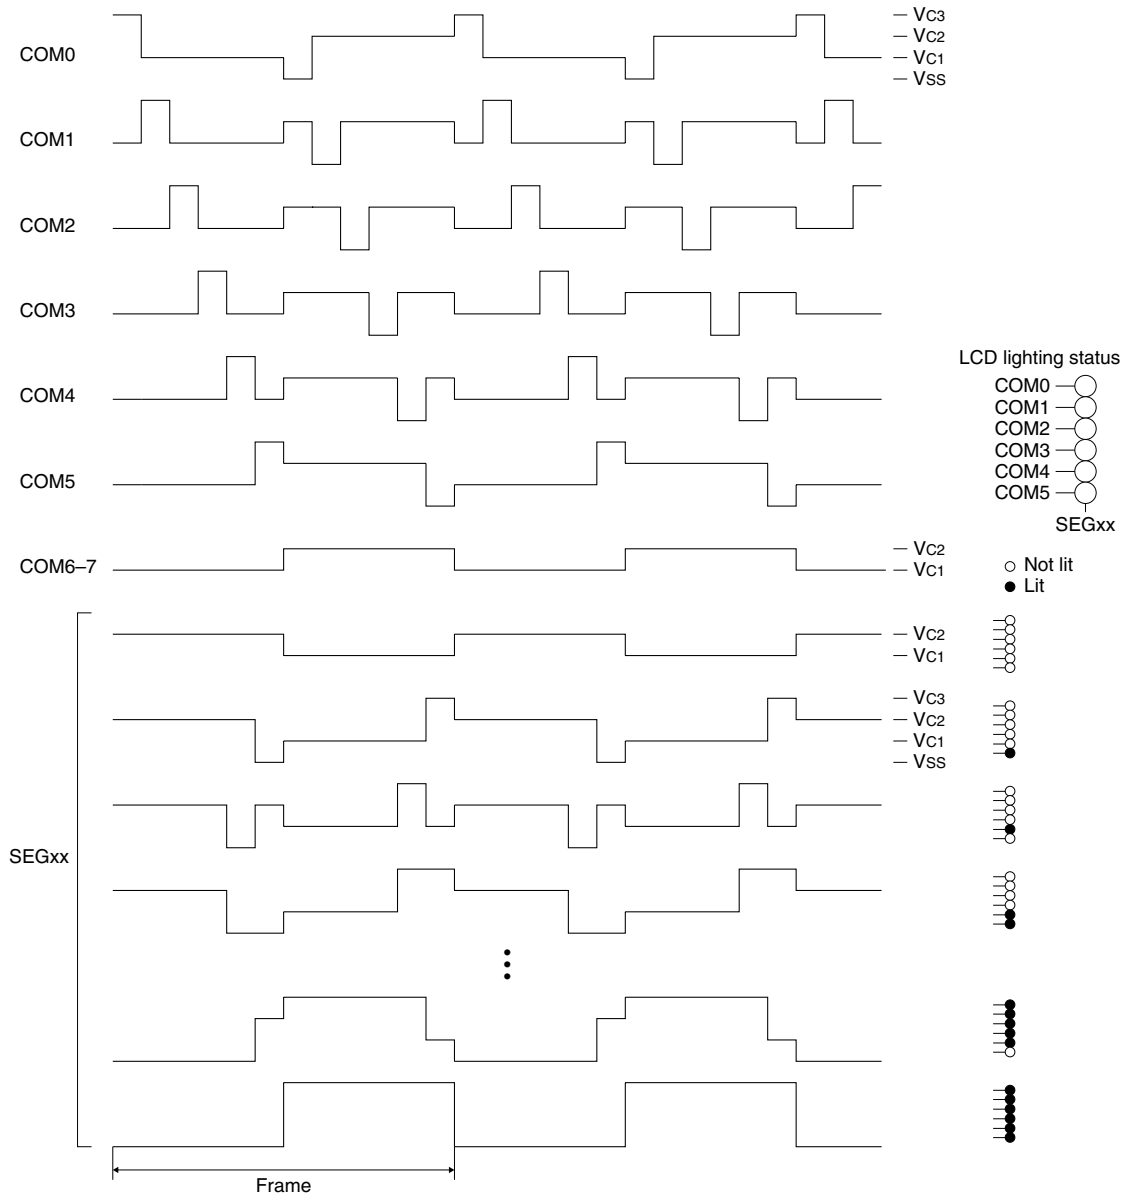 COM0
VC3
VC2
VC1
VSS
COM1
COM2
COM3
COM4
COM5
COM6–7
VC2
VC1
LCD lighting status
COM0
COM1
COM2
COM3
COM4
COM5
SEGxx
Not lit
Lit
SEGxx
VC2
VC1
VC3
VC2
VC1
VSS
Frame